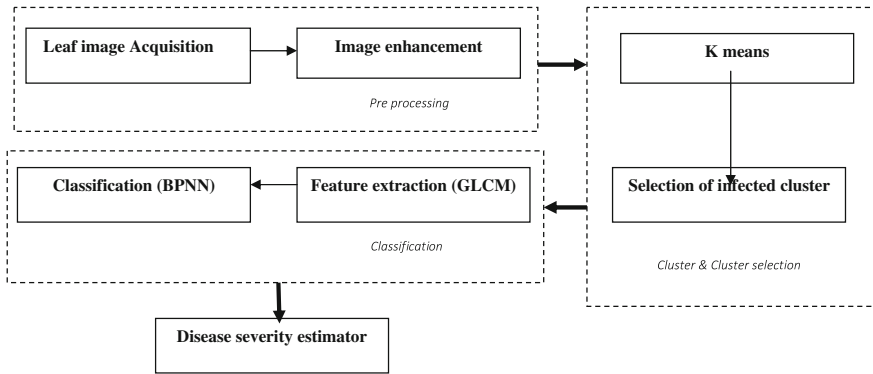 Leaf image Acquisition
Image enhancement
Pre processing
K means
Selection of infected cluster
Cluster & Cluster selection
Feature extraction (GLCM)
Classification (BPNN)
Classification
Disease severity estimator